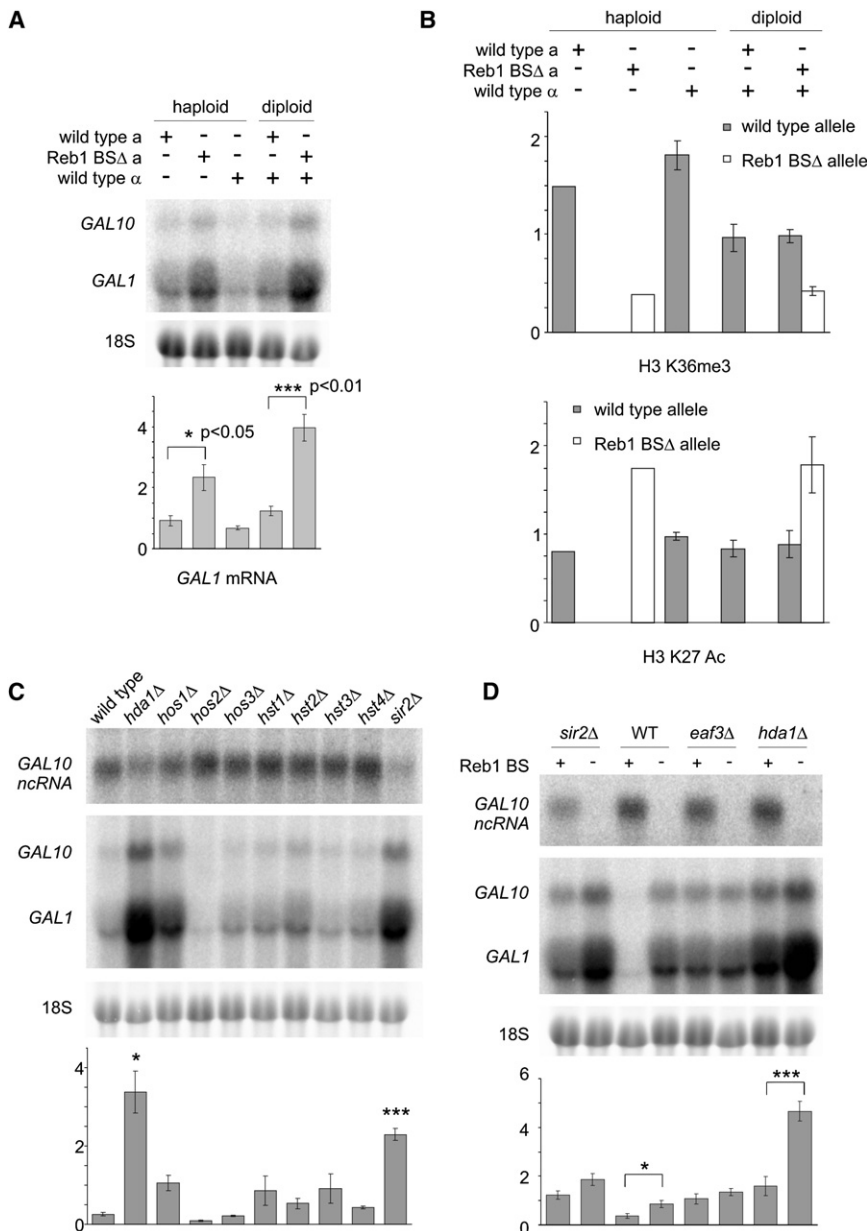 A
haploid diploid
wild type a + - - + -
Reb1 BSΔ a - + - - +
wild type α - - + + +
GAL10
GAL1
18S
*** p<0.01
* p<0.05
4
2
0
GAL1 mRNA
B
haploid diploid
wild type a + - - + -
Reb1 BSΔ a - + - - +
wild type α - - + + +
wild type allele
Reb1 BSΔ allele
2
1
0
H3 K36me3
wild type allele
Reb1 BSΔ allele
2
1
0
H3 K27 Ac
C
wild type hda1Δ hos1Δ hos2Δ hos3Δ hst1Δ hst2Δ hst3Δ hst4Δ sir2Δ
GAL10
ncRNA
GAL10
GAL1
18S
* ***
4
2
0
D
sir2Δ WT eaf3Δ hda1Δ
Reb1 BS + - + - + - + -
GAL10
ncRNA
GAL10
GAL1
18S
* ***
6
4
2
0